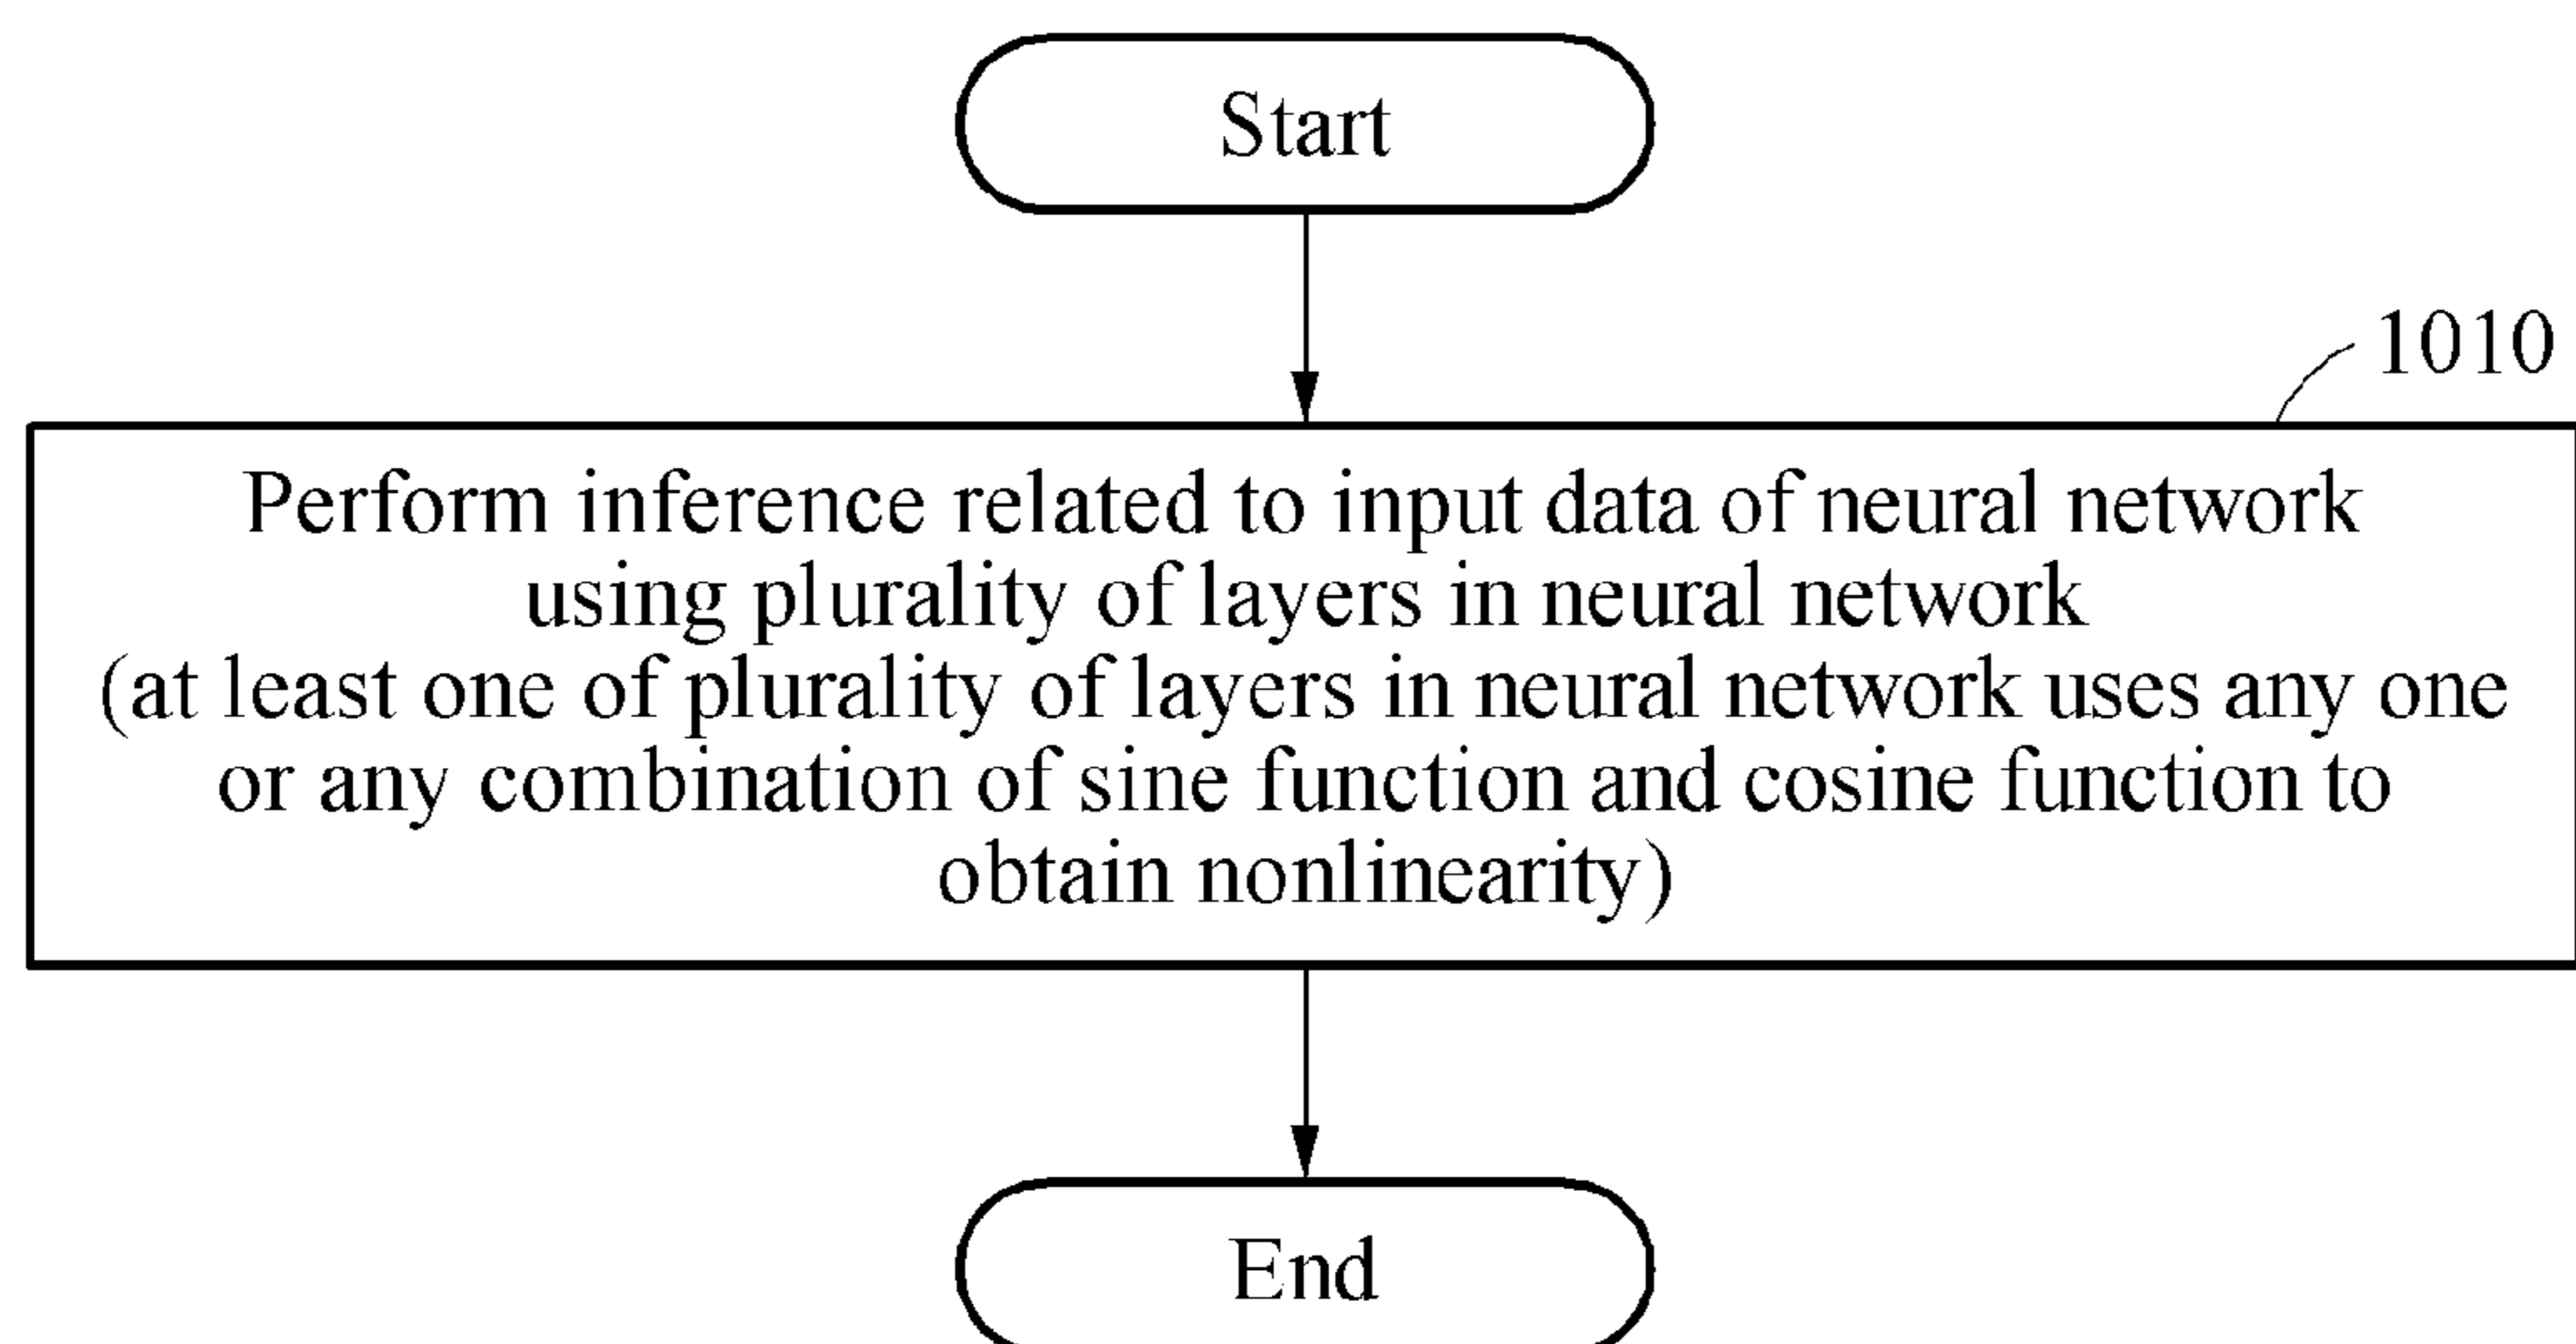 Start
1010
Perform inference related to input data of neural network
using plurality of layers in neural network
(at least one of plurality of layers in neural network uses any one
or any combination of sine function and cosine function to
obtain nonlinearity)
End